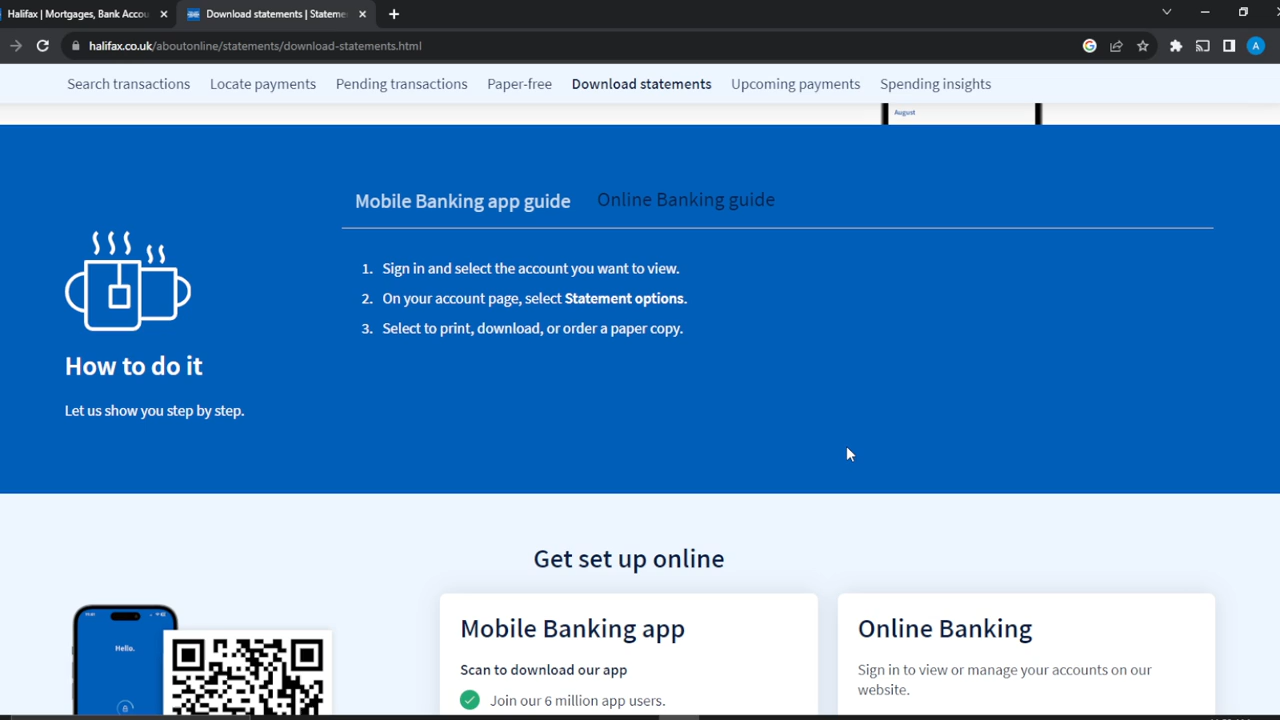 Halifax | Mortgages, Bank Accou
Download statements | Stateme
halifax.co.uk/aboutonline/statements/download-statements.html
A
Search transactions
Locate payments
Pending transactions
Paper-free
Download statements
Upcoming payments
Spending insights
August
Mobile Banking app guide
Online Banking guide
1. Sign in and select the account you want to view.
2. On your account page, select Statement options.
3. Select to print, download, or order a paper copy.
How to do it
Let us show you step by step.
Get set up online
Hello.
Mobile Banking app
Scan to download our app
Join our 6 million app users.
Online Banking
Sign in to view or manage your accounts on our
website.